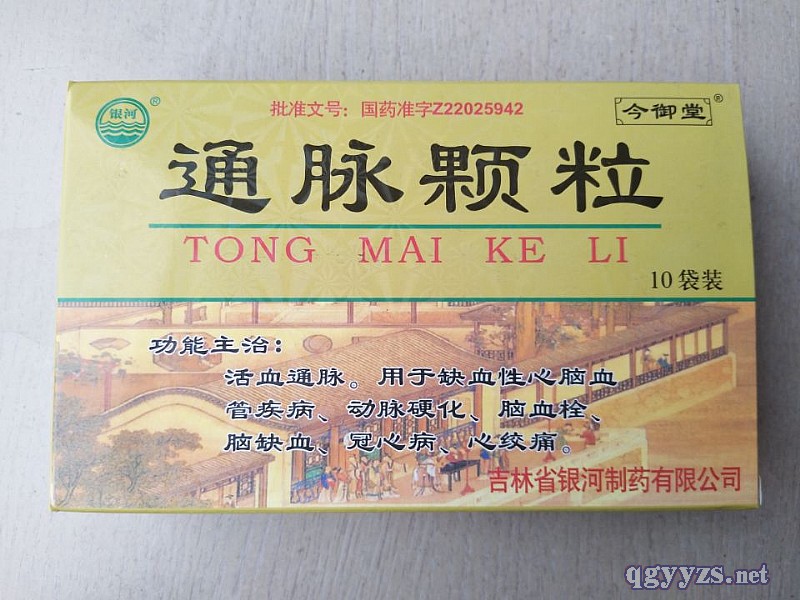 银河®
批准文号：国药准字Z22025942
今御堂®
通脉颗粒
TONG MAI KE LI
10袋装
功能主治：
活血通脉。用于缺血性心脑血
管疾病、动脉硬化、脑血栓、
脑缺血、冠心病、心绞痛。
吉林省银河制药有限公司
qgyyzs.net